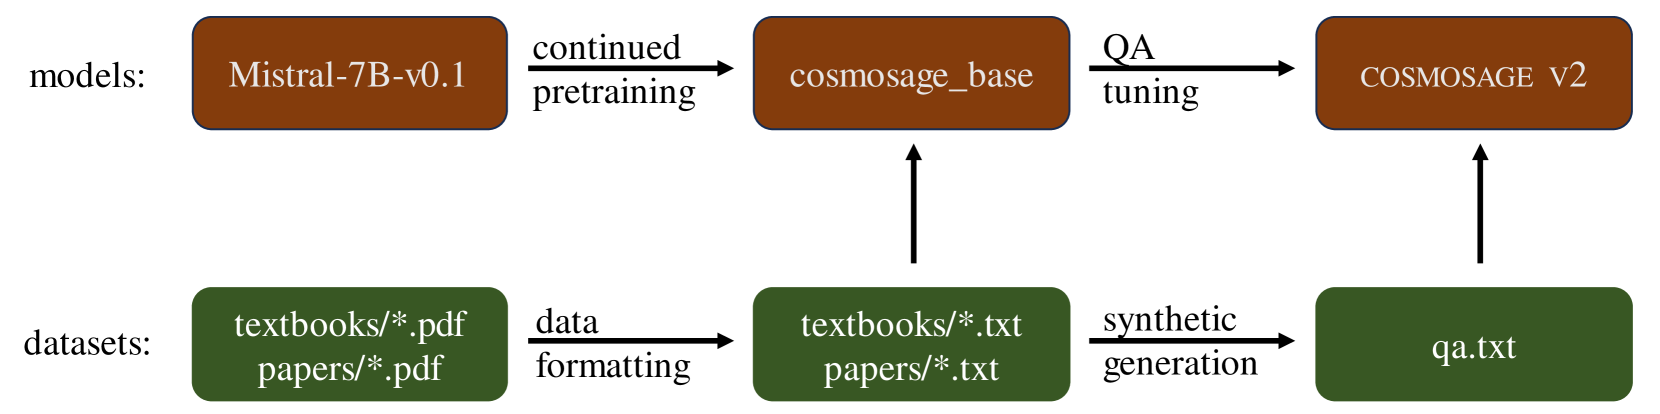 models:
Mistral-7B-v0.1
continued
pretraining
cosmosage_base
QA
tuning
COSMOSAGE V2
datasets:
textbooks/*.pdf
papers/*.pdf
data
formatting
textbooks/*.txt
papers/*.txt
synthetic
generation
qa.txt